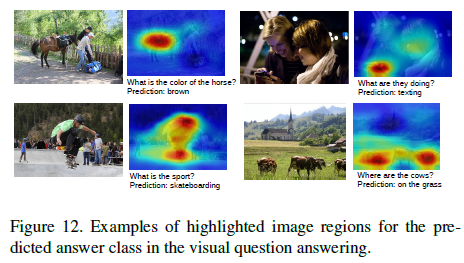 What is the color of the horse?
Prediction: brown
What are they doing?
Prediction: texting
What is the sport?
Prediction: skateboarding
Where are the cows?
Prediction: on the grass
Figure 12. Examples of highlighted image regions for the pre-
dicted answer class in the visual question answering.